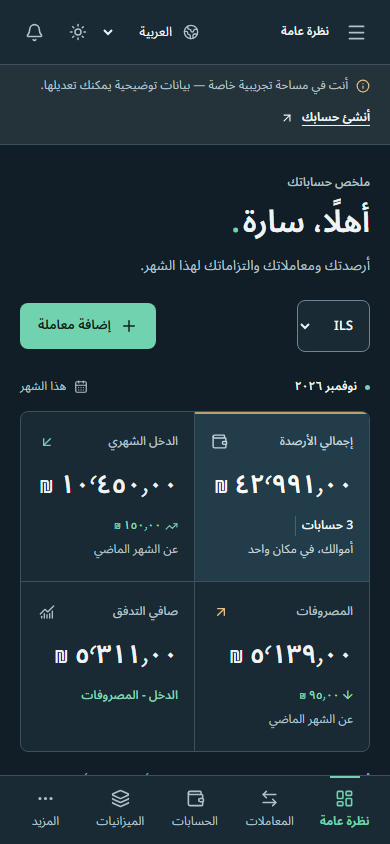 نظرة عامة
العربية
أنت في مساحة تجريبية خاصة — بيانات توضيحية يمكنك تعديلها.
أنشئ حسابك
ملخص حساباتك
أهلًا، سارة.
أرصدتك ومعاملاتك والتزاماتك لهذا الشهر.
ILS
إضافة معاملة
نوفمبر ٢٠٢٦
هذا الشهر
إجمالي الأرصدة
٤٢٬٩٩١٫٠٠ ₪
3 حسابات
أموالك، في مكان واحد
الدخل الشهري
١٠٬٤٥٠٫٠٠ ₪
١٥٠٫٠٠ ₪
عن الشهر الماضي
المصروفات
٥٬١٣٩٫٠٠ ₪
٩٥٫٠٠ ₪
عن الشهر الماضي
صافي التدفق
٥٬٣١١٫٠٠ ₪
الدخل - المصروفات
نظرة عامة
المعاملات
الحسابات
الميزانيات
المزيد